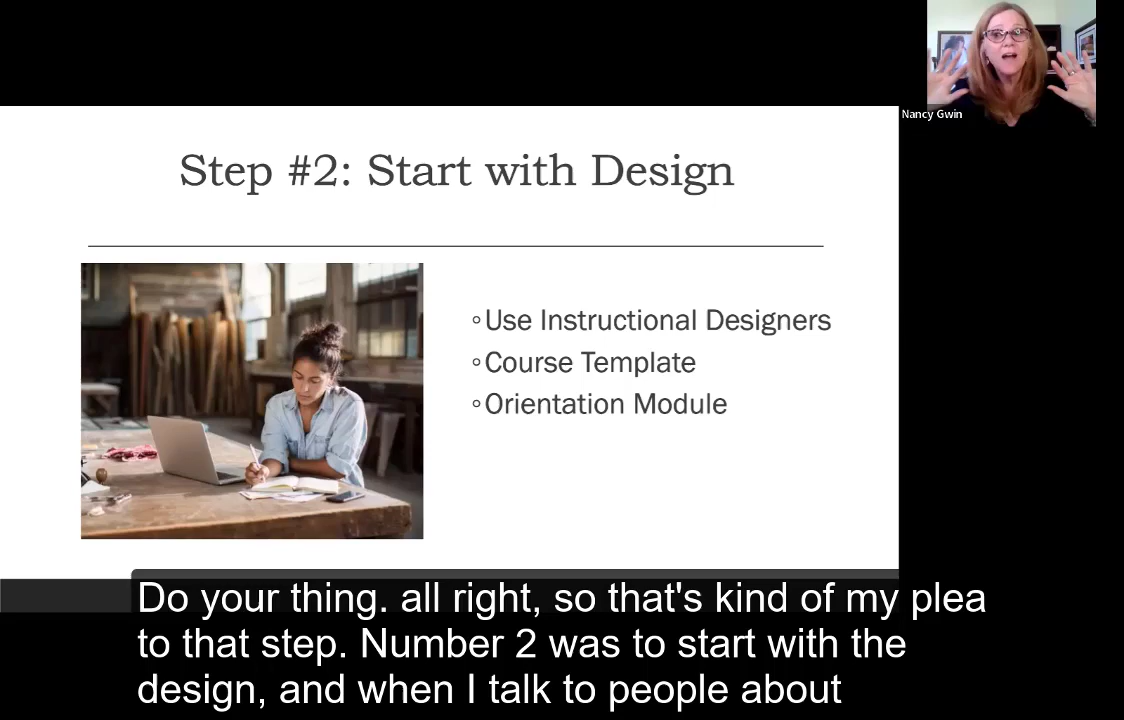 Nancy Gwin
Step #2: Start with Design
◦Use Instructional Designers
◦Course Template
◦Orientation Module
Do your thing. all right, so that's kind of my plea
to that step. Number 2 was to start with the
design, and when I talk to people about